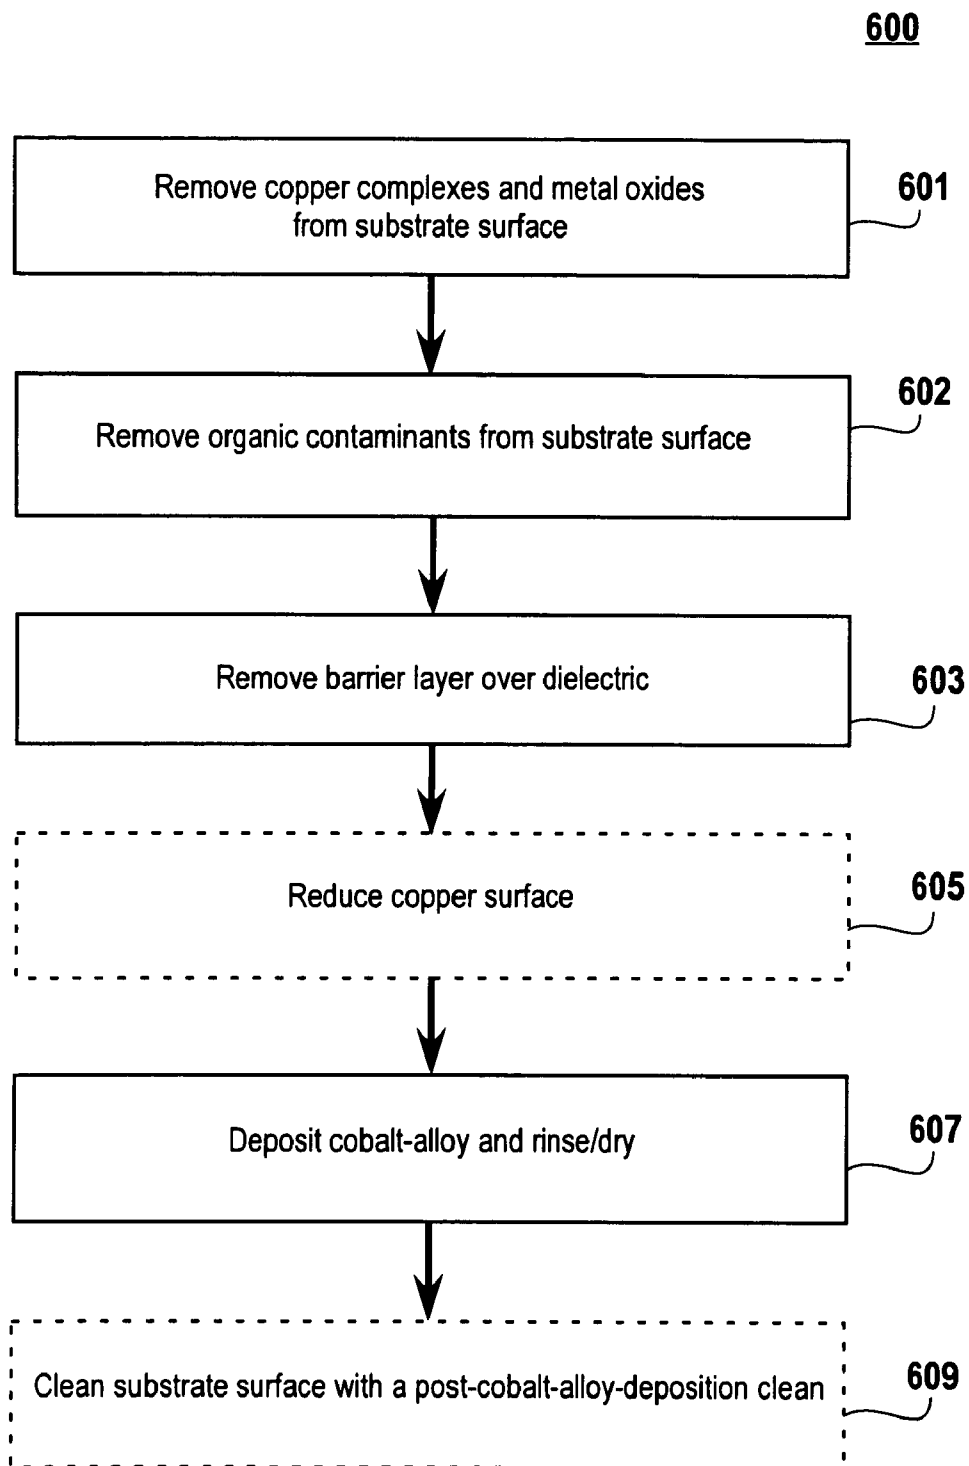 600
Remove copper complexes and metal oxides
from substrate surface
601
Remove organic contaminants from substrate surface
602
Remove barrier layer over dielectric
603
Reduce copper surface
605
Deposit cobalt-alloy and rinse/dry
607
Clean substrate surface with a post-cobalt-alloy-deposition clean
609